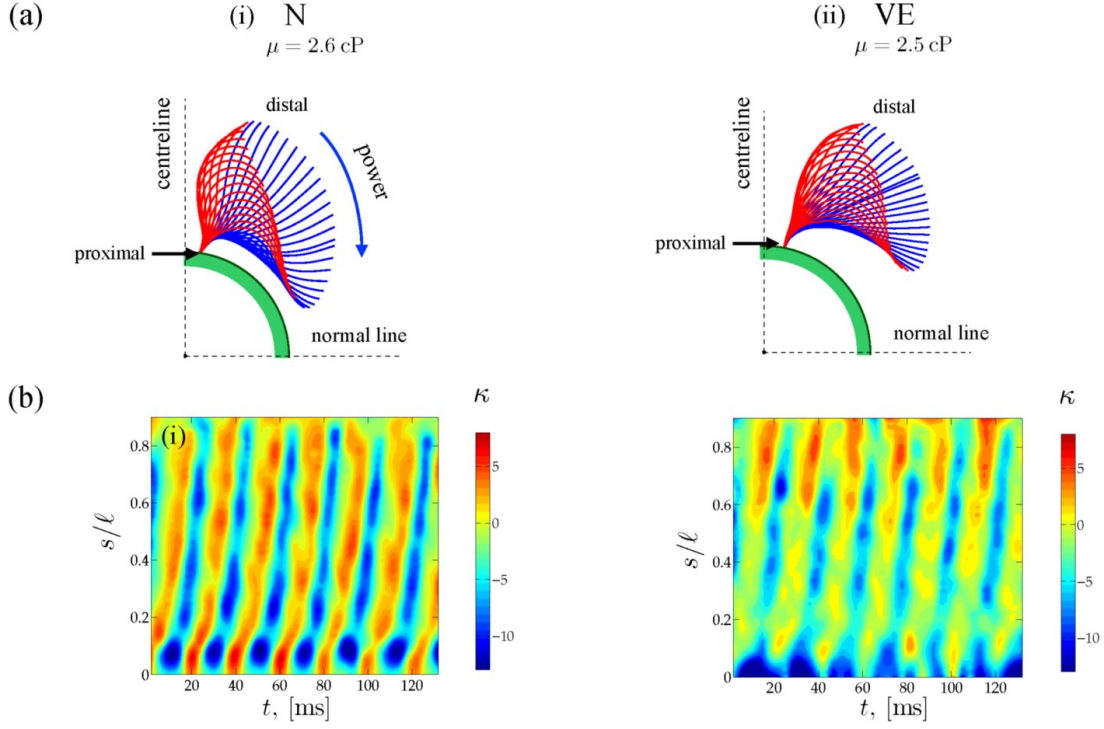 (a)
(i) N
μ = 2.6 cP
(ii) VE
μ = 2.5 cP
centreline
distal
power
proximal
normal line
centreline
distal
proximal
normal line
(b)
(i)
κ
s/ℓ
0.8
0.6
0.4
0.2
0
20 40 60 80 100 120
t, [ms]
5
0
−5
−10
κ
s/ℓ
0.8
0.6
0.4
0.2
0
20 40 60 80 100 120
t, [ms]
5
0
−5
−10